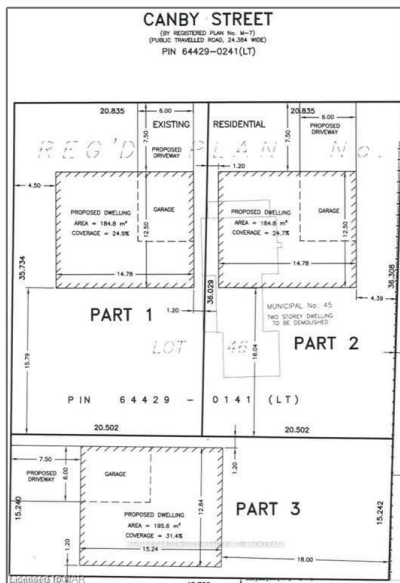 CANBY STREET
(BY REGISTERED PLAN No. M-7)
(PUBLIC TRAVELLED ROAD, 24.384 WIDE)
PIN 64429-0241(LT)
20.835
6.00
20.835
6.00
7.50
7.50
EXISTING RESIDENTIAL
PROPOSED
DRIVEWAY
PROPOSED
DRIVEWAY
REG'D PLAN No.
1.20
4.50
PROPOSED DWELLING
AREA = 184.8 m²
COVERAGE = 24.9%
GARAGE
12.50
PROPOSED DWELLING
AREA = 184.8 m²
COVERAGE = 24.7%
GARAGE
12.50
35.734
14.78
14.78
36.029
36.308
1.20
4.39
MUNICIPAL No. 45
TWO STOREY DWELLING
TO BE DEMOLISHED
PART 1
PART 2
15.79
16.04
LOT 46
PIN 64429 - 0141 (LT)
20.502
20.502
7.50
PROPOSED
DRIVEWAY
6.00
GARAGE
1.20
12.84
15.240
15.242
PART 3
PROPOSED DWELLING
AREA = 195.6 m²
COVERAGE = 31.4%
15.24
1.20
18.00